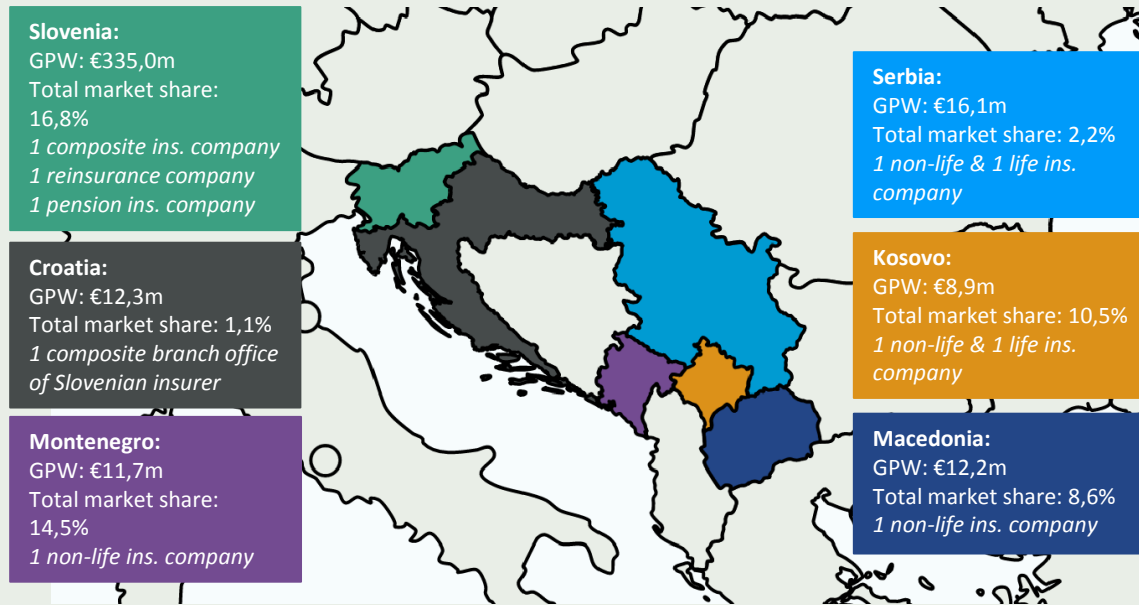 Slovenia:
GPW: €335,0m
Total market share:
16,8%
1 composite ins. company
1 reinsurance company
1 pension ins. company
Croatia:
GPW: €12,3m
Total market share: 1,1%
1 composite branch office
of Slovenian insurer
Montenegro:
GPW: €11,7m
Total market share:
14,5%
1 non-life ins. company
Serbia:
GPW: €16,1m
Total market share: 2,2%
1 non-life & 1 life ins.
company
Kosovo:
GPW: €8,9m
Total market share: 10,5%
1 non-life & 1 life ins.
company
Macedonia:
GPW: €12,2m
Total market share: 8,6%
1 non-life ins. company